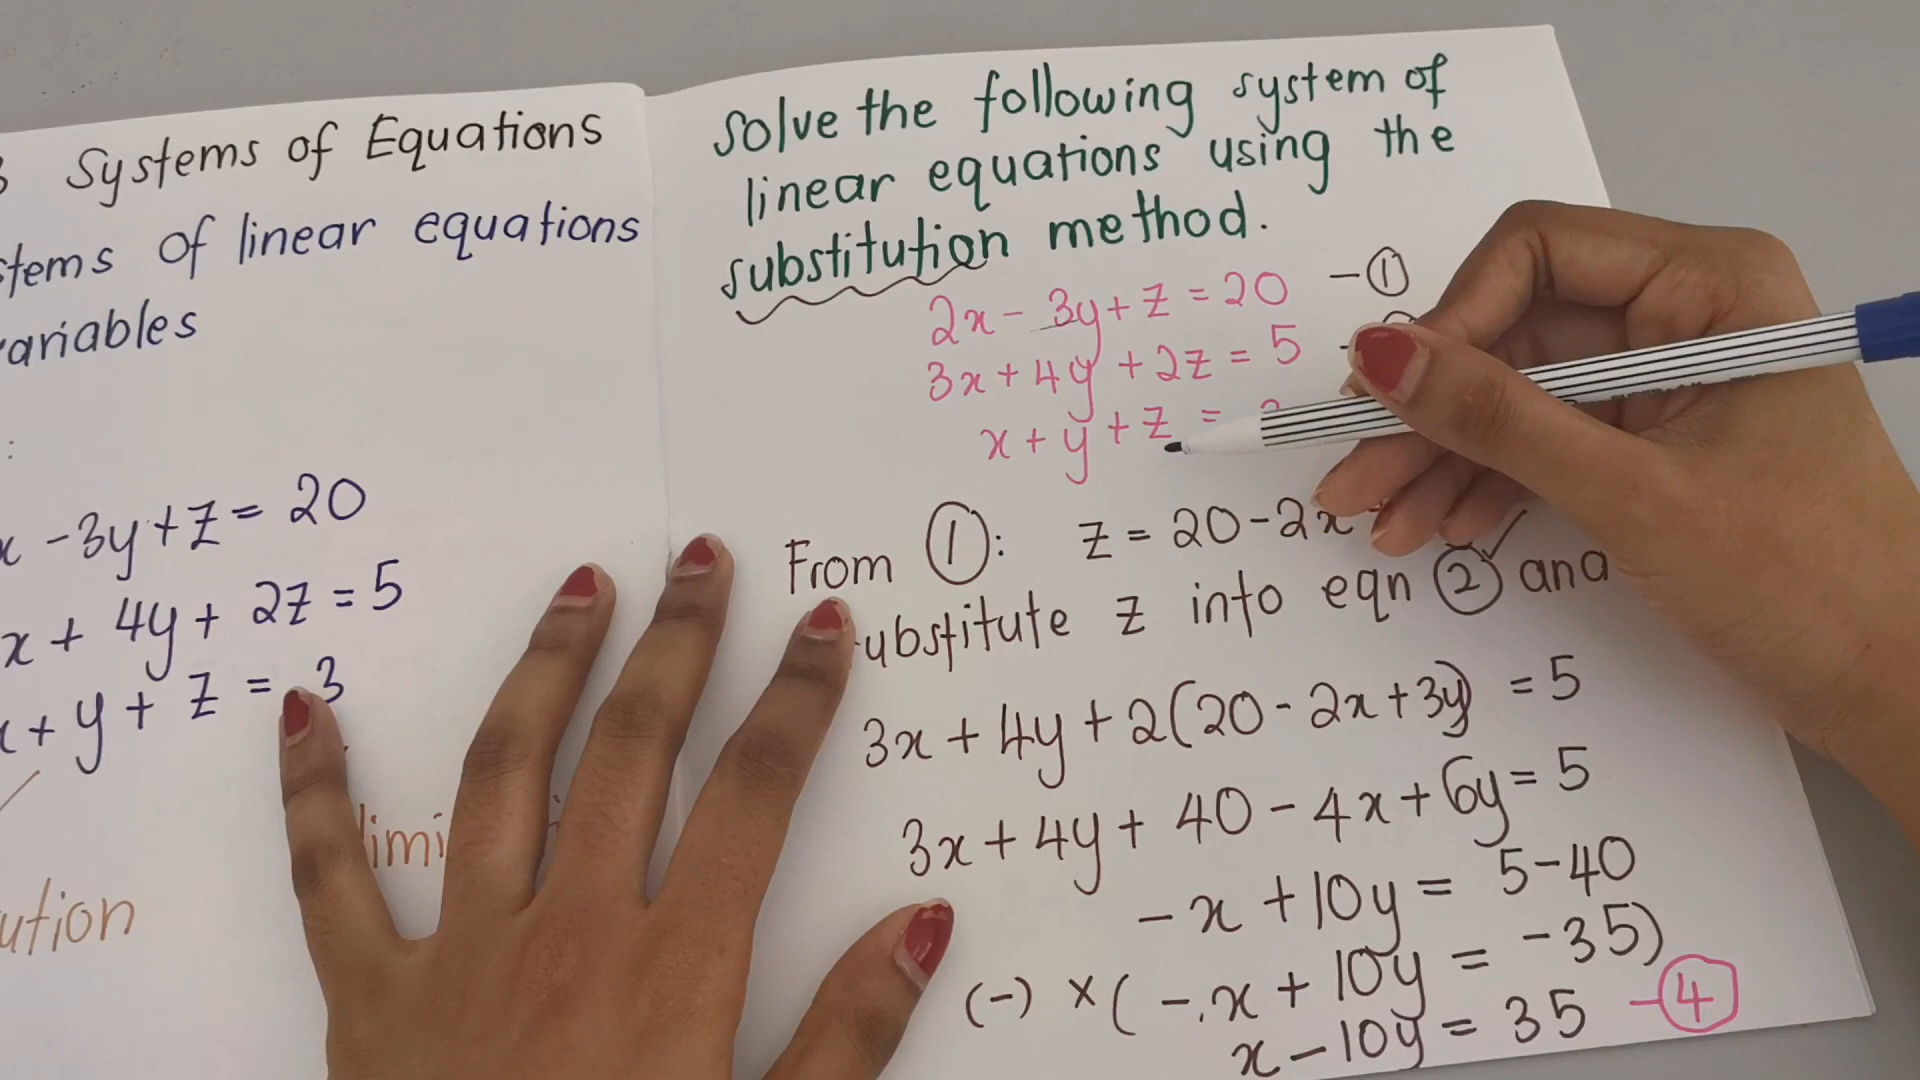 Systems of Equations
stems of linear equations
variables
:
x - 3y + z = 20
x + 4y + 2z = 5
x + y + z = 3
limi
ution
Solve the following system of
linear equations using the
substitution method.
2x - 3y + z = 20 - ①
3x + 4y + 2z = 5 -
x + y + z =
From ①: z = 20 - 2x
ubstitute z into eqn ② and
3x + 4y + 2(20 - 2x + 3y) = 5
3x + 4y + 40 - 4x + 6y = 5
-x + 10y = 5 - 40
(-) × ( -x + 10y = -35)
x - 10y = 35 - ④